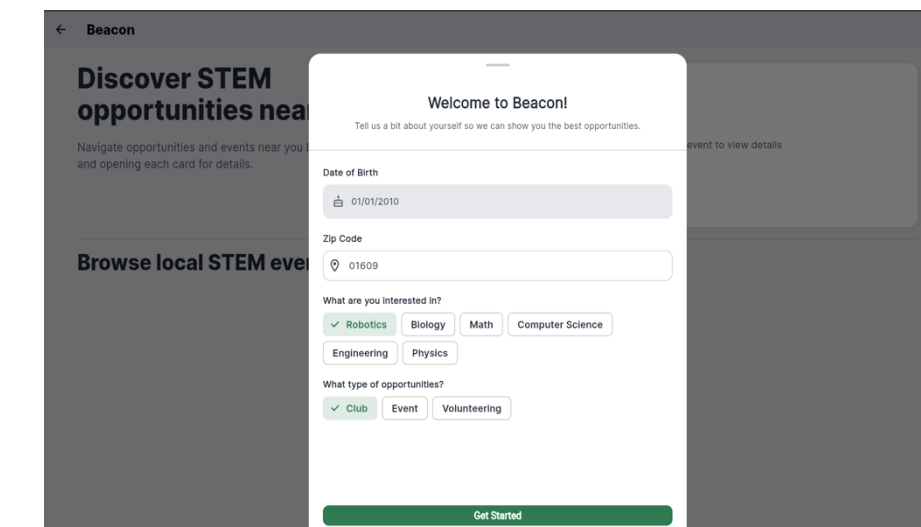 Beacon
Discover STEM
opportunities nea
Navigate opportunities and events near you
and opening each card for details.
event to view details
Browse local STEM eve
Welcome to Beacon!
Tell us a bit about yourself so we can show you the best opportunities.
Date of Birth
01/01/2010
Zip Code
01609
What are you interested in?
Robotics Biology Math Computer Science
Engineering Physics
What type of opportunities?
Club Event Volunteering
Get Started